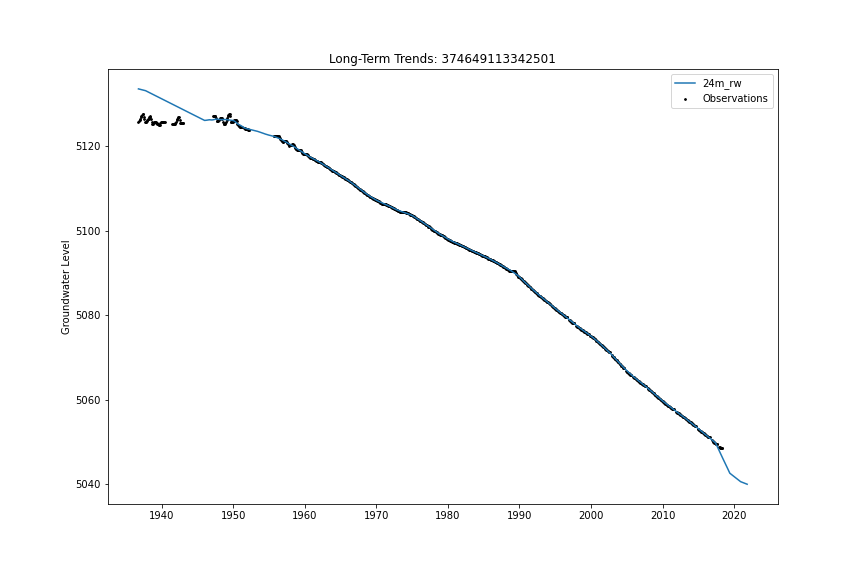 Long-Term Trends: 374649113342501
24m_rw
Observations
Groundwater Level
5120
5100
5080
5060
5040
1940 1950 1960 1970 1980 1990 2000 2010 2020